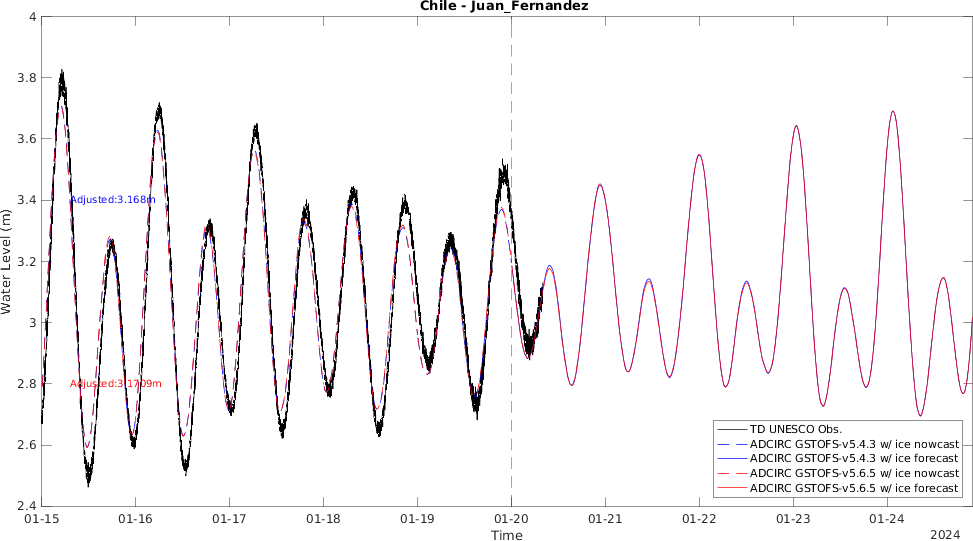 Chile - Juan_Fernandez
4
3.8
3.6
3.4
3.2
3
2.8
2.6
2.4
Water Level (m)
Adjusted:3.168m
Adjusted:3.1709m
TD UNESCO Obs.
ADCIRC GSTOFS-v5.4.3 w/ ice nowcast
ADCIRC GSTOFS-v5.4.3 w/ ice forecast
ADCIRC GSTOFS-v5.6.5 w/ ice nowcast
ADCIRC GSTOFS-v5.6.5 w/ ice forecast
01-15 01-16 01-17 01-18 01-19 01-20 01-21 01-22 01-23 01-24
Time
2024